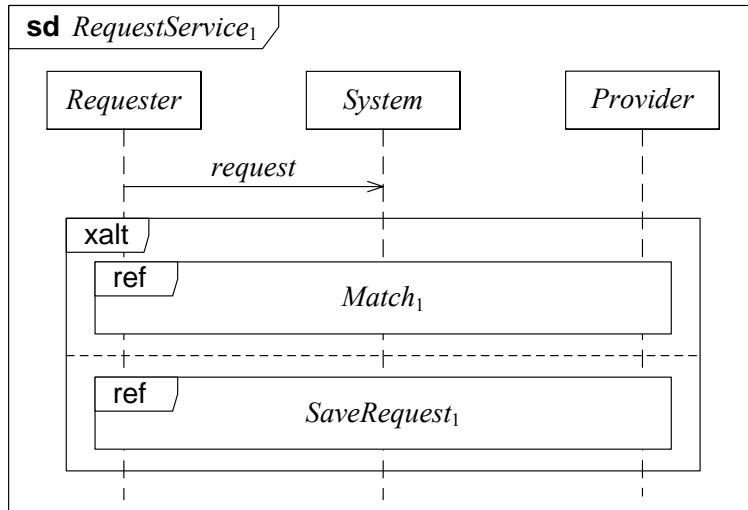 sd RequestService₁
Requester System Provider
request
xalt
ref
Match₁
ref
SaveRequest₁